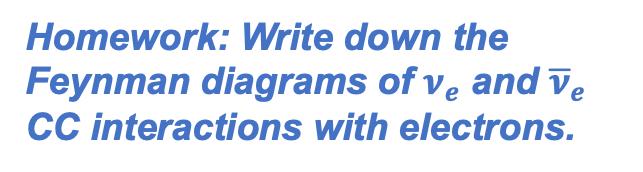 Homework: Write down the
Feynman diagrams of νₑ and ν̅ₑ
CC interactions with electrons.